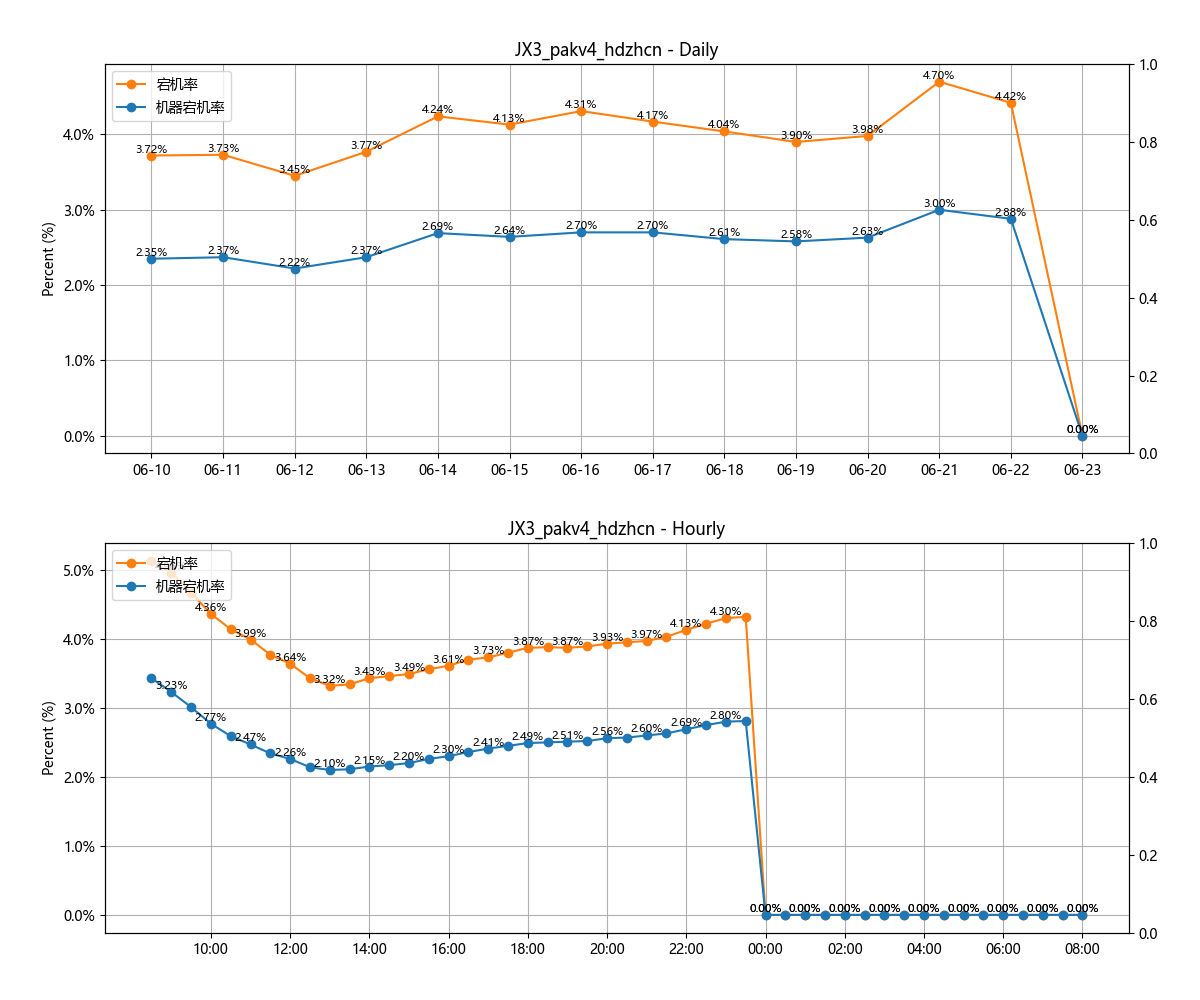 JX3_pakv4_hdzhcn - Daily
宕机率
机器宕机率
Percent (%)
4.0%
3.0%
2.0%
1.0%
0.0%
1.0
0.8
0.6
0.4
0.2
0.0
3.72% 3.73% 3.45% 3.77% 4.24% 4.13% 4.31% 4.17% 4.04% 3.90% 3.98% 4.70% 4.42% 0.00%
2.35% 2.37% 2.22% 2.37% 2.69% 2.64% 2.70% 2.70% 2.61% 2.58% 2.63% 3.00% 2.88% 0.00%
06-10 06-11 06-12 06-13 06-14 06-15 06-16 06-17 06-18 06-19 06-20 06-21 06-22 06-23
JX3_pakv4_hdzhcn - Hourly
宕机率
机器宕机率
Percent (%)
5.0%
4.0%
3.0%
2.0%
1.0%
0.0%
1.0
0.8
0.6
0.4
0.2
0.0
4.36% 3.99% 3.64% 3.32% 3.43% 3.49% 3.61% 3.73% 3.87% 3.87% 3.93% 3.97% 4.13% 4.30%
3.23% 2.77% 2.47% 2.26% 2.10% 2.15% 2.20% 2.30% 2.41% 2.49% 2.51% 2.56% 2.60% 2.69% 2.80%
0.00% 0.00% 0.00% 0.00% 0.00% 0.00% 0.00% 0.00% 0.00%
10:00 12:00 14:00 16:00 18:00 20:00 22:00 00:00 02:00 04:00 06:00 08:00